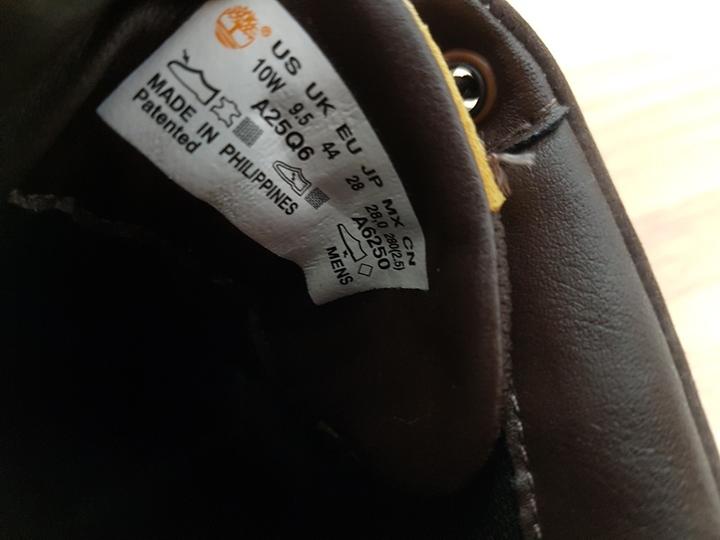 ®
US UK EU JP MX CN
10W 9.5 44 28 28,0 280(2.5)
A25Q6 A6250
MADE IN PHILIPPINES MENS
Patented